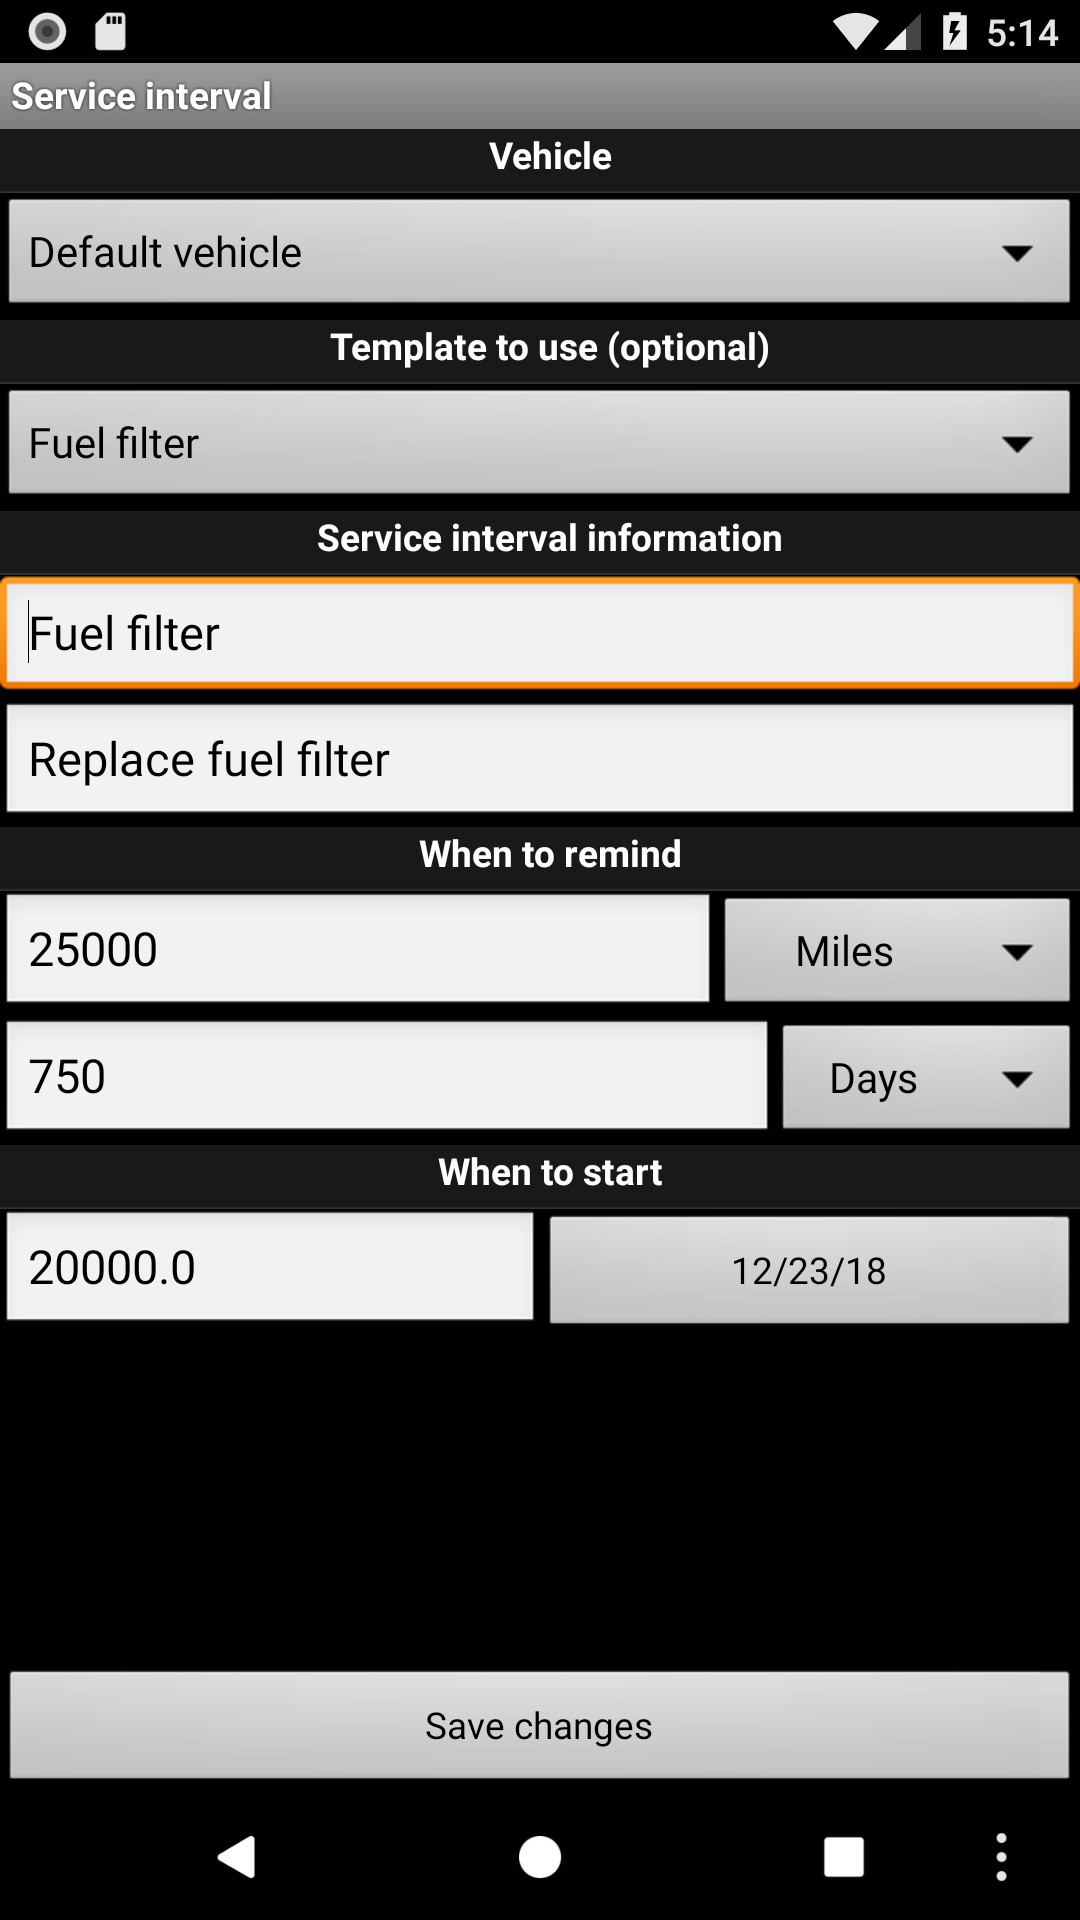 5:14
Service interval
Vehicle
Default vehicle
Template to use (optional)
Fuel filter
Service interval information
Fuel filter
Replace fuel filter
When to remind
25000 Miles
750 Days
When to start
20000.0 12/23/18
Save changes